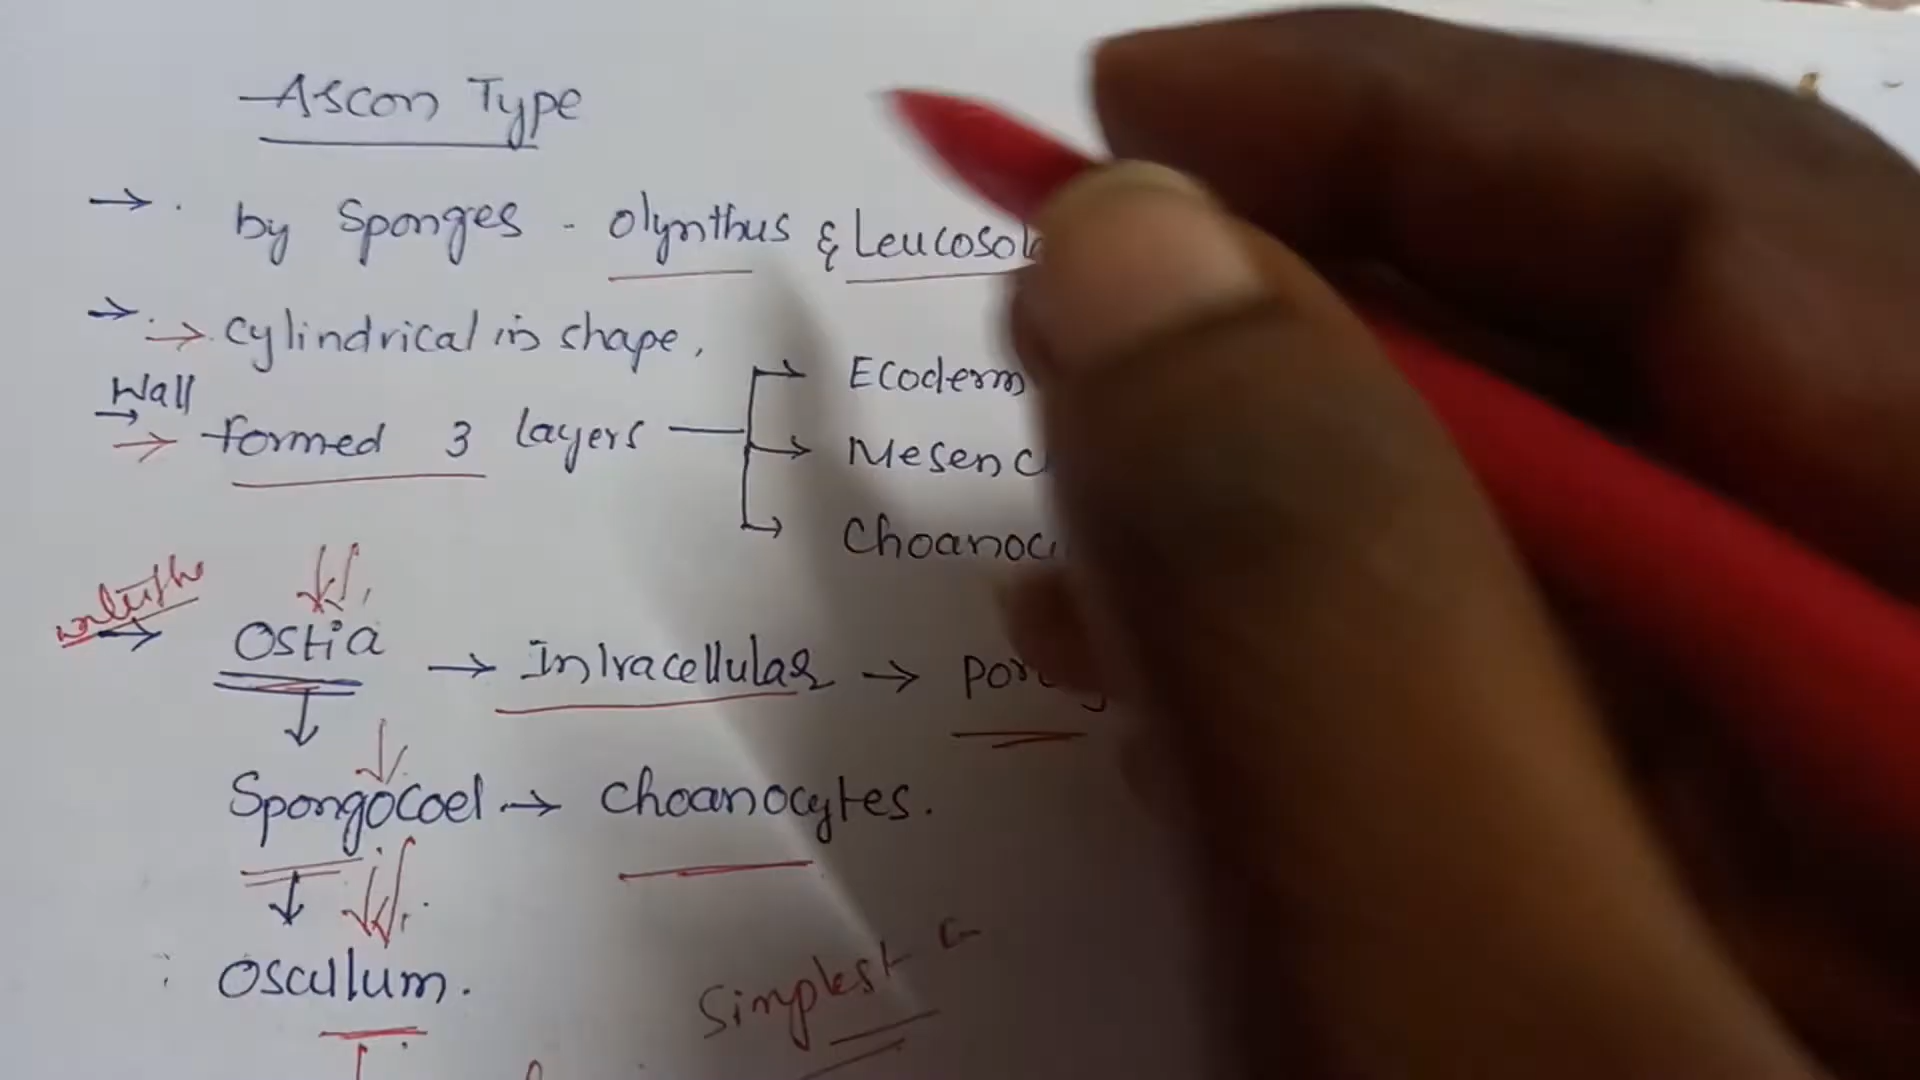 Ascon Type
→ . by Sponges - Olynthus & Leucosol
→ . → Cylindrical in shape,
Wall
→ formed 3 layers → Ecoderm
→ Mesenc
→ Choanoc
→ Ostia → Intracellular → Por
↓
Spongocoel → Choanocytes.
↓
: Osculum.
Simplest